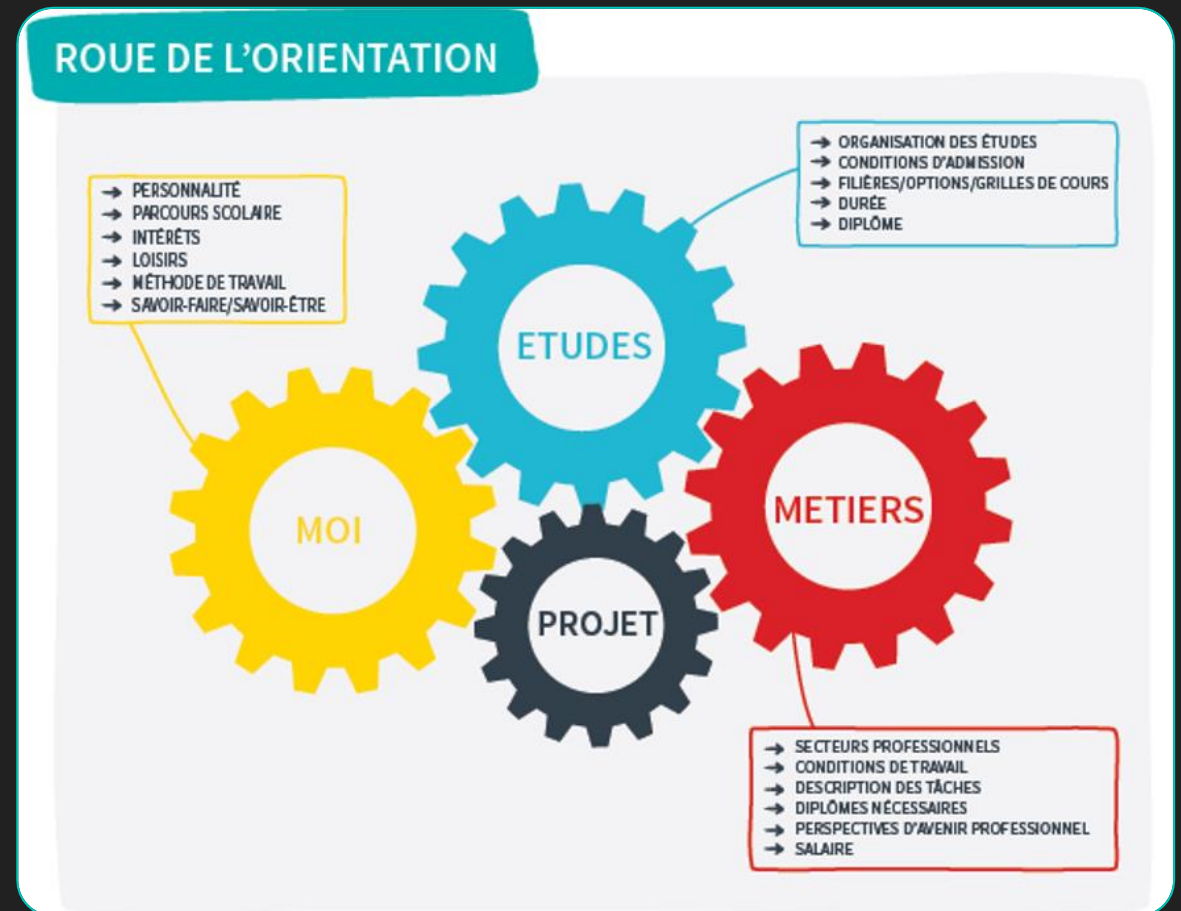 ROUE DE L'ORIENTATION
→ PERSONNALITÉ
→ PARCOURS SCOLAIRE
→ INTÉRÊTS
→ LOISIRS
→ MÉTHODE DE TRAVAIL
→ SAVOIR-FAIRE/SAVOIR-ÊTRE
→ ORGANISATION DES ÉTUDES
→ CONDITIONS D'ADMISSION
→ FILIÈRES/OPTIONS/GRILLES DE COURS
→ DURÉE
→ DIPLÔME
ETUDES
MOI
METIERS
PROJET
→ SECTEURS PROFESSIONNELS
→ CONDITIONS DE TRAVAIL
→ DESCRIPTION DES TÂCHES
→ DIPLÔMES NÉCESSAIRES
→ PERSPECTIVES D'AVENIR PROFESSIONNEL
→ SALAIRE